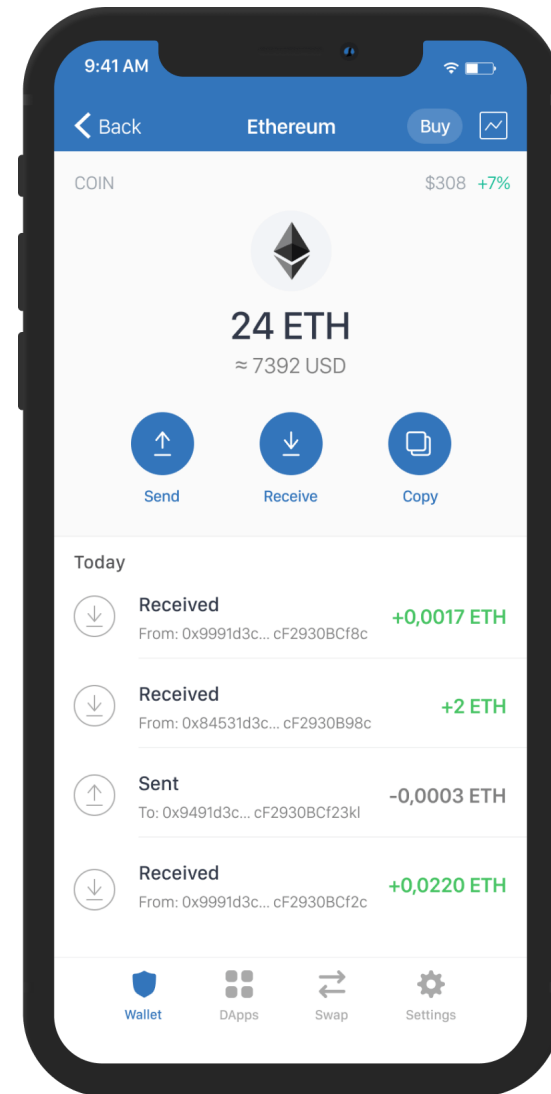 9:41 AM
Back Ethereum Buy
COIN $308 +7%
24 ETH
≈ 7392 USD
Send Receive Copy
Today
Received
From: 0x9991d3c... cF2930BCf8c
+0,0017 ETH
Received
From: 0x84531d3c... cF2930B98c
+2 ETH
Sent
To: 0x9491d3c... cF2930BCf23kl
-0,0003 ETH
Received
From: 0x9991d3c... cF2930BCf2c
+0,0220 ETH
Wallet DApps Swap Settings